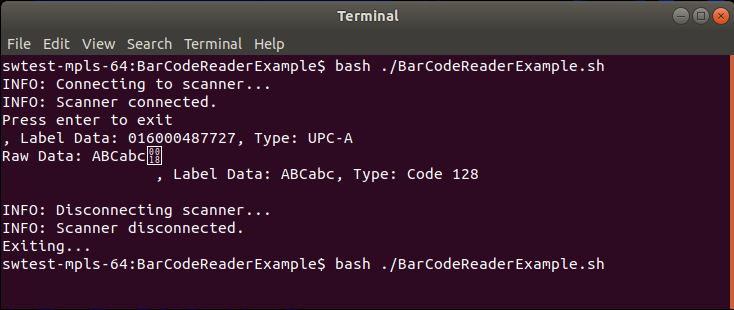 Terminal
File Edit View Search Terminal Help
swtest-mpls-64:BarCodeReaderExample$ bash ./BarCodeReaderExample.sh
INFO: Connecting to scanner...
INFO: Scanner connected.
Press enter to exit
, Label Data: 016000487727, Type: UPC-A
Raw Data: ABCabc0018
, Label Data: ABCabc, Type: Code 128
INFO: Disconnecting scanner...
INFO: Scanner disconnected.
Exiting...
swtest-mpls-64:BarCodeReaderExample$ bash ./BarCodeReaderExample.sh